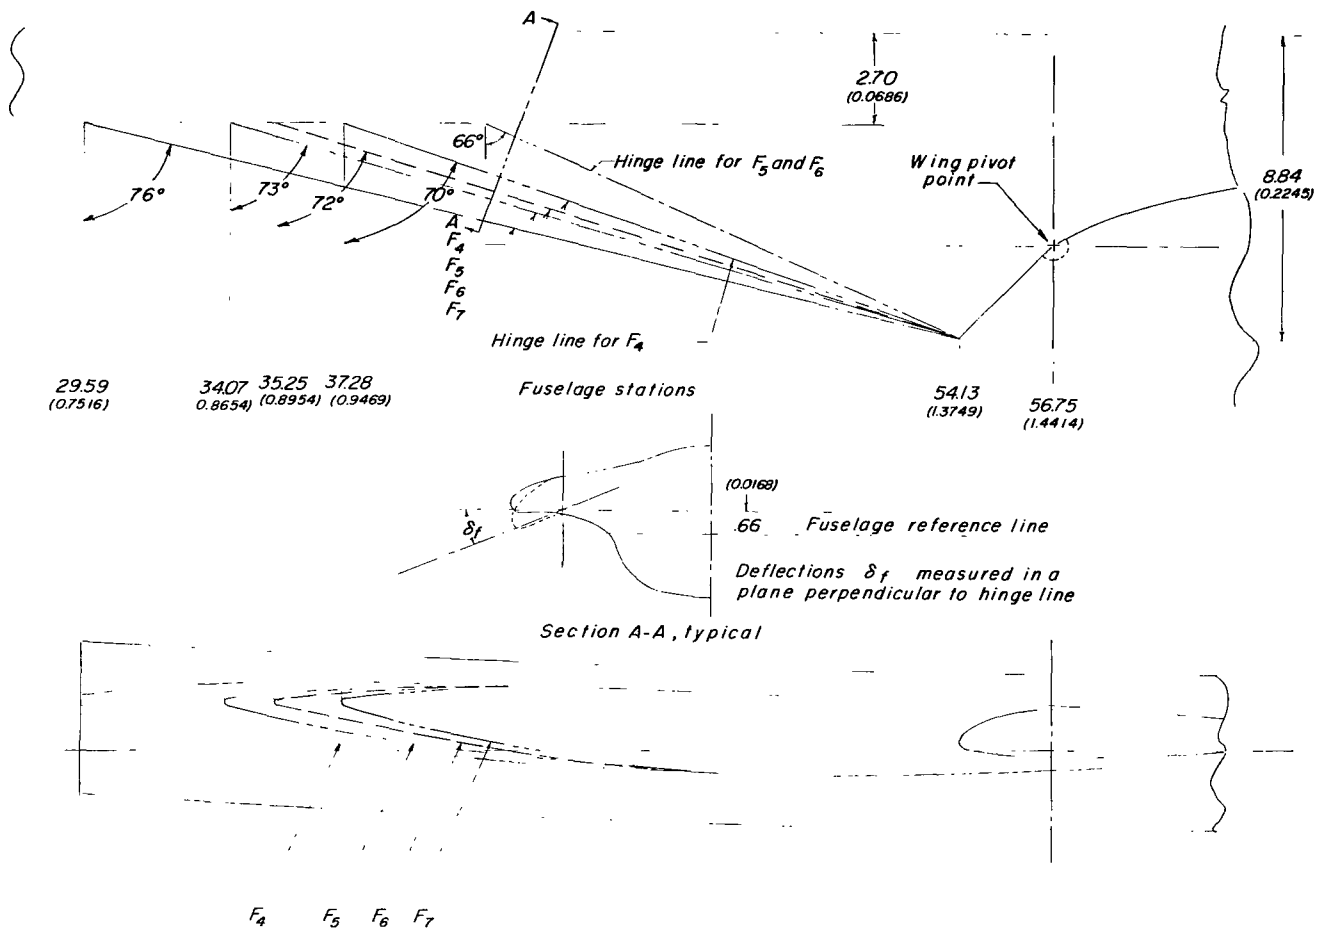 A
2.70
(0.0686)
66°
Hinge line for F5 and F6
Wing pivot
point
8.84
(0.2245)
76°
73°
72°
70°
A
F4
F5
F6
F7
Hinge line for F4
29.59
(0.7516)
34.07
0.8654)
35.25
(0.8954)
37.28
(0.9469)
Fuselage stations
54.13
(1.3749)
56.75
(1.4414)
(0.0168)
.66 Fuselage reference line
δf
Deflections δf measured in a
plane perpendicular to hinge line
Section A-A, typical
F4 F5 F6 F7